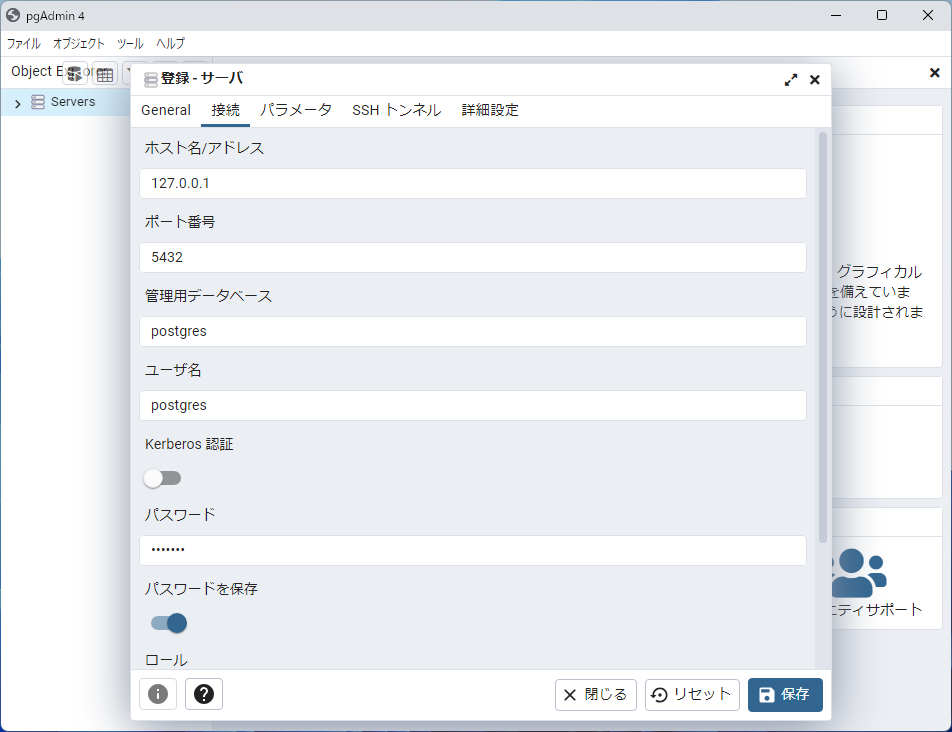 pgAdmin 4
ファイル オブジェクト ツール ヘルプ
Object Explorer
Servers
登録 - サーバ
General 接続 パラメータ SSH トンネル 詳細設定
ホスト名/アドレス
127.0.0.1
ポート番号
5432
管理用データベース
postgres
ユーザ名
postgres
Kerberos 認証
パスワード
•••••••
パスワードを保存
ロール
閉じる リセット 保存
グラフィカル
を備えていま
うに設計されま
ニティサポート